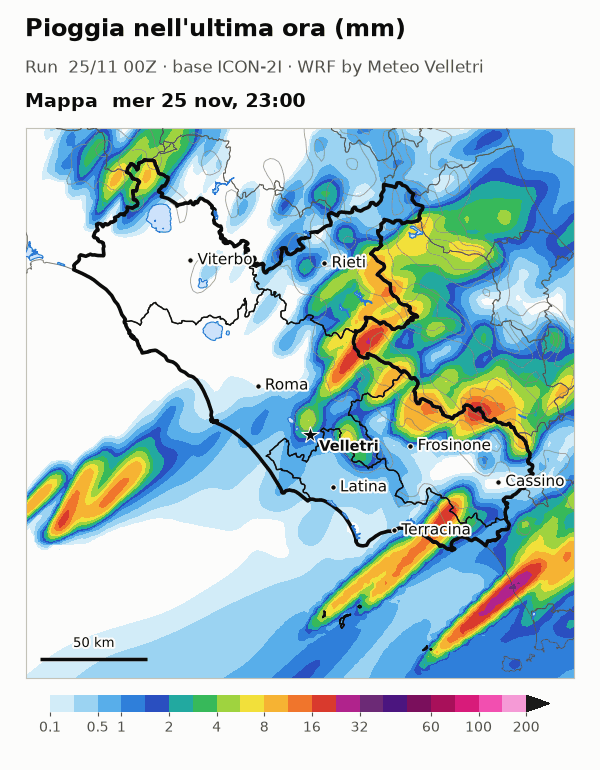 Pioggia nell'ultima ora (mm)
Run  25/11 00Z · base ICON-2I · WRF by Meteo Velletri
Mappa  mer 25 nov, 23:00
Viterbo
Rieti
Roma
Velletri
Frosinone
Cassino
Latina
Terracina
50 km
0.1 0.5 1 2 4 8 16 32 60 100 200